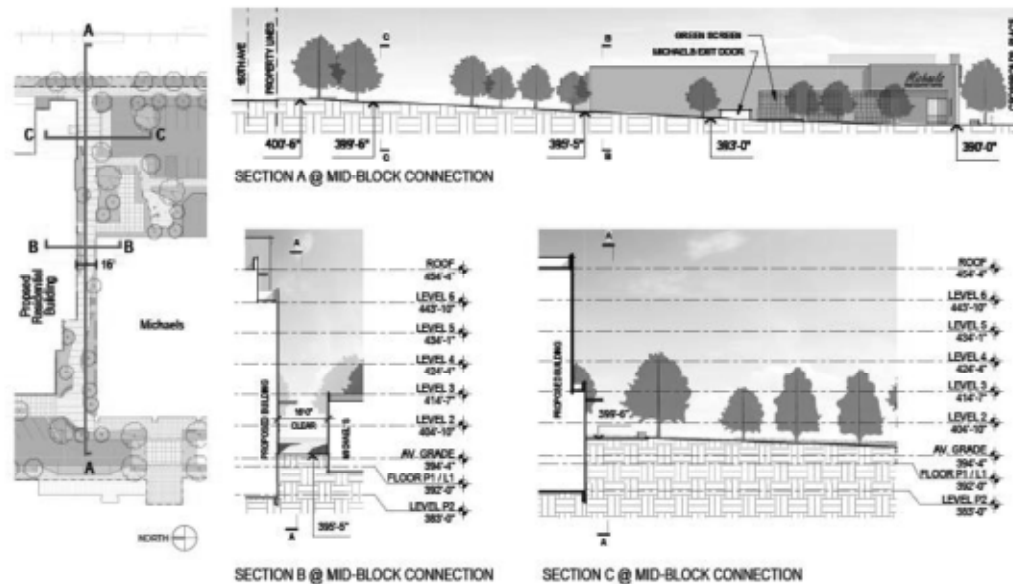 A
C
C
B
B
16'
Proposed
Residential
Building
Michaels
A
NORTH
160TH AVE
PROPERTY LINES
C
B
GREEN SCREEN
MICHAELS EXIT DOOR
Michaels
400'-6"
399'-6"
C
395'-5"
B
393'-0"
390'-0"
SECTION A @ MID-BLOCK CONNECTION
A
PROPOSED BUILDING
16'0"
CLEAR
MICHAEL'S
ROOF
454'-4"
LEVEL 6
443'-10"
LEVEL 5
434'-1"
LEVEL 4
424'-4"
LEVEL 3
414'-7"
LEVEL 2
404'-10"
AV. GRADE
394'-4"
FLOOR P1 / L1
392'-0"
LEVEL P2
383'-0"
395'-5"
A
SECTION B @ MID-BLOCK CONNECTION
A
PROPOSED BUILDING
399'-6"
ROOF
454'-4"
LEVEL 6
443'-10"
LEVEL 5
434'-1"
LEVEL 4
424'-4"
LEVEL 3
414'-7"
LEVEL 2
404'-10"
AV. GRADE
394'-4"
FLOOR P1 / L1
392'-0"
LEVEL P2
383'-0"
A
SECTION C @ MID-BLOCK CONNECTION